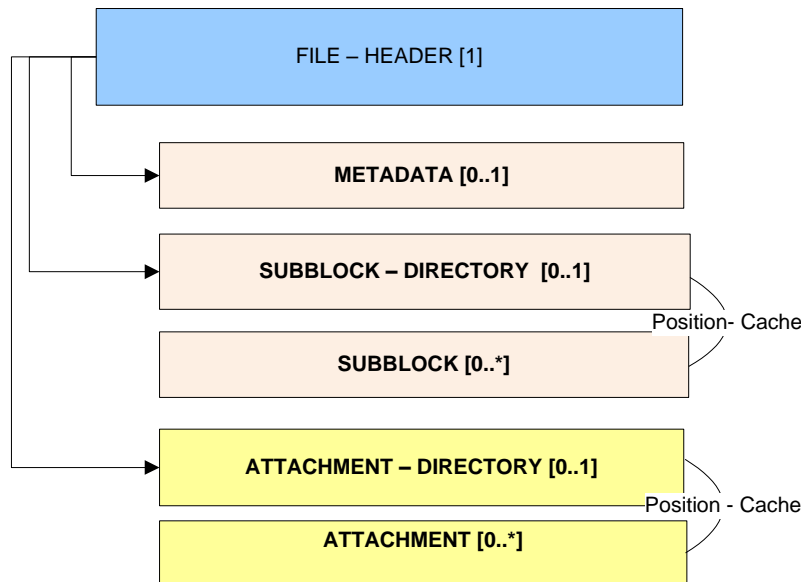 FILE – HEADER [1]
METADATA [0..1]
SUBBLOCK – DIRECTORY [0..1]
Position- Cache
SUBBLOCK [0..*]
ATTACHMENT – DIRECTORY [0..1]
Position - Cache
ATTACHMENT [0..*]